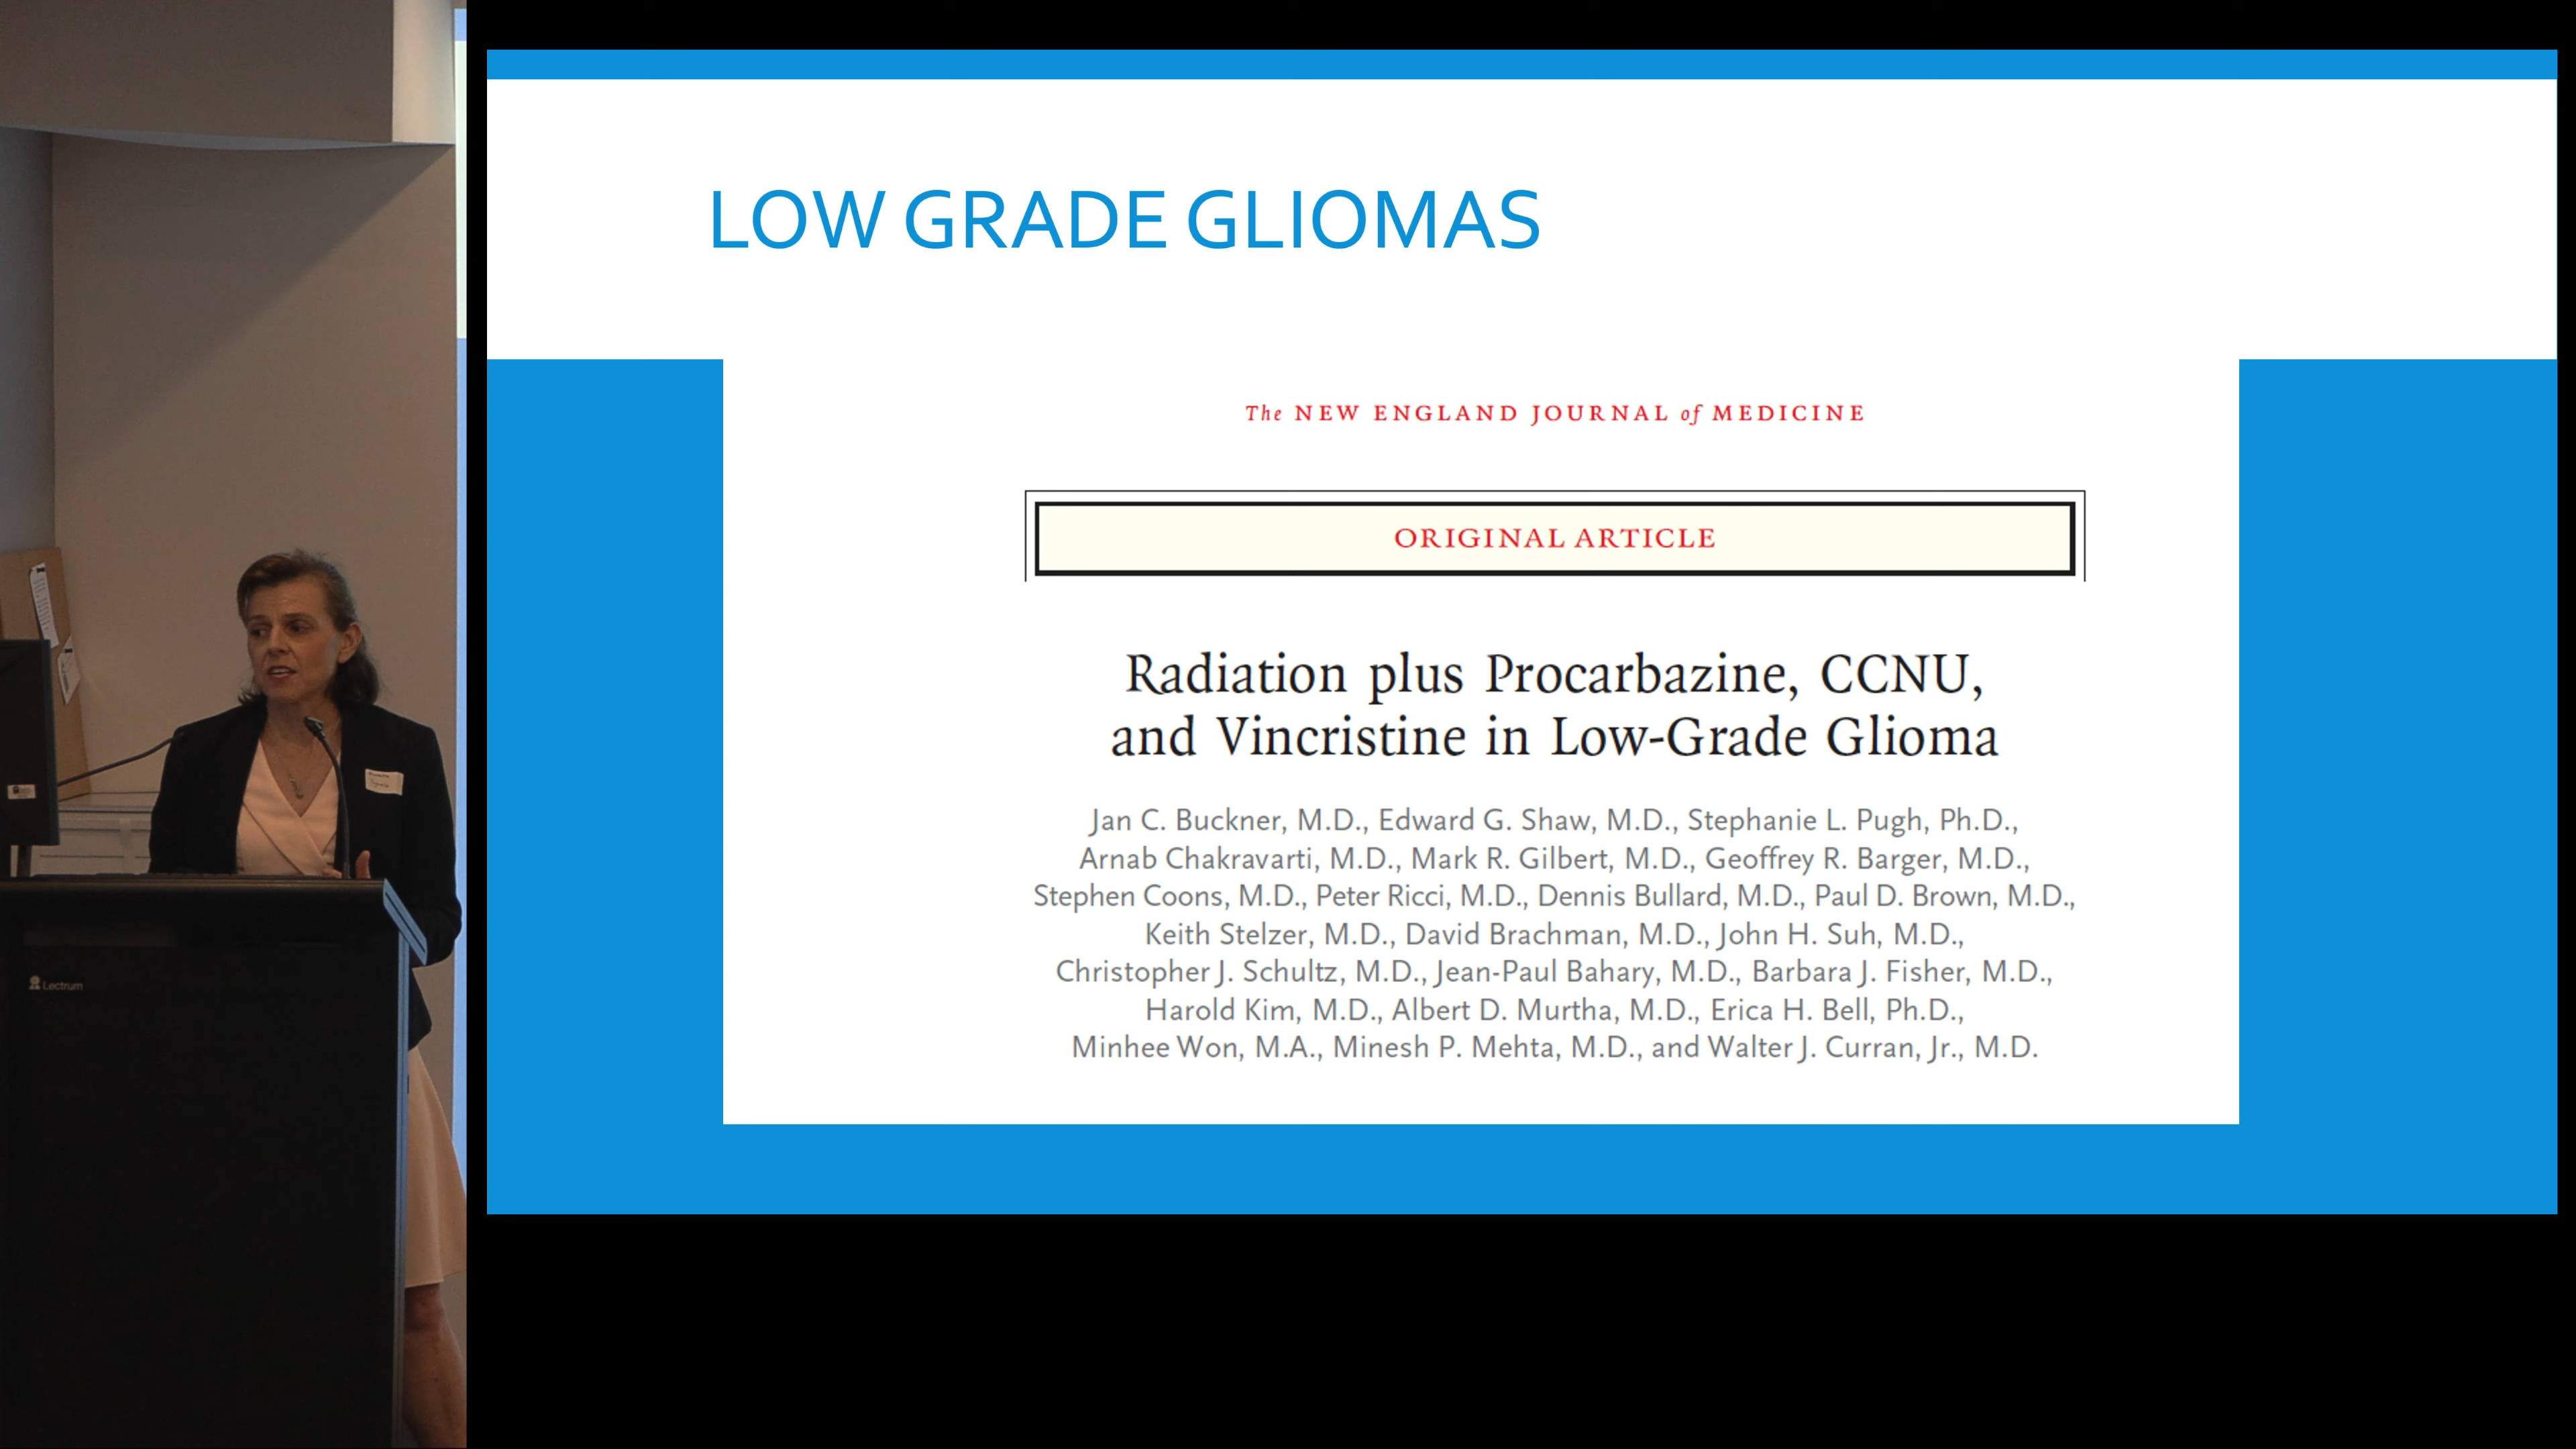 LOW GRADE GLIOMAS
The NEW ENGLAND JOURNAL of MEDICINE
ORIGINAL ARTICLE
Radiation plus Procarbazine, CCNU,
and Vincristine in Low-Grade Glioma
Jan C. Buckner, M.D., Edward G. Shaw, M.D., Stephanie L. Pugh, Ph.D.,
Arnab Chakravarti, M.D., Mark R. Gilbert, M.D., Geoffrey R. Barger, M.D.,
Stephen Coons, M.D., Peter Ricci, M.D., Dennis Bullard, M.D., Paul D. Brown, M.D.,
Keith Stelzer, M.D., David Brachman, M.D., John H. Suh, M.D.,
Christopher J. Schultz, M.D., Jean-Paul Bahary, M.D., Barbara J. Fisher, M.D.,
Harold Kim, M.D., Albert D. Murtha, M.D., Erica H. Bell, Ph.D.,
Minhee Won, M.A., Minesh P. Mehta, M.D., and Walter J. Curran, Jr., M.D.
Lectrum